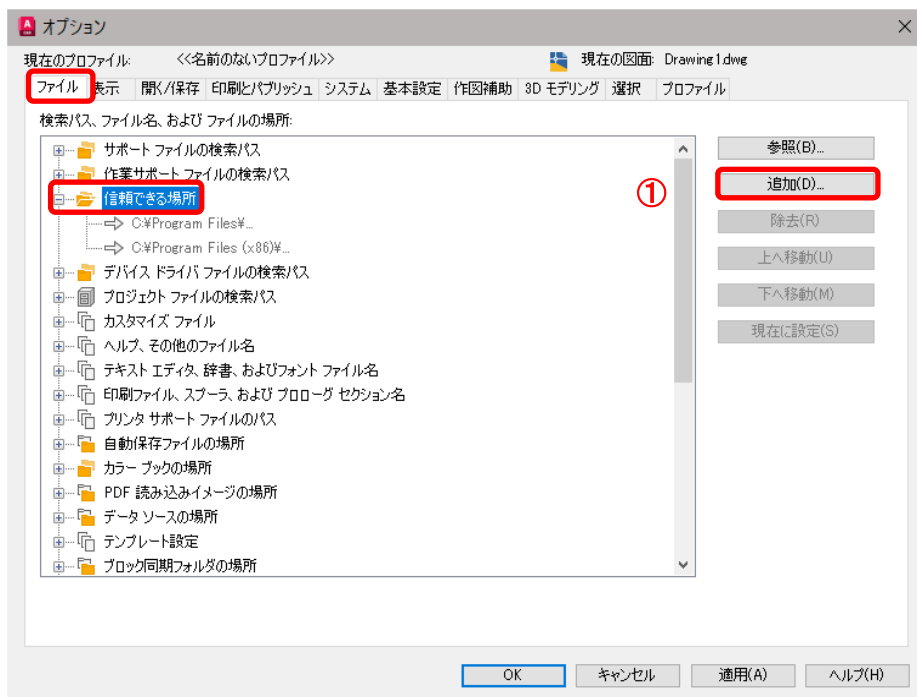 オプション
現在のプロファイル: <<名前のないプロファイル>> 現在の図面: Drawing1.dwg
ファイル 表示 開く/保存 印刷とパブリッシュ システム 基本設定 作図補助 3D モデリング 選択 プロファイル
検索パス、ファイル名、および ファイルの場所:
サポート ファイルの検索パス
作業サポート ファイルの検索パス
信頼できる場所
C:¥Program Files¥...
C:¥Program Files (x86)¥...
デバイス ドライバ ファイルの検索パス
プロジェクト ファイルの検索パス
カスタマイズ ファイル
ヘルプ、その他のファイル名
テキスト エディタ、辞書、およびフォント ファイル名
印刷ファイル、スプーラ、および プロローグ セクション名
プリンタ サポート ファイルのパス
自動保存ファイルの場所
カラー ブックの場所
PDF 読み込みイメージの場所
データ ソースの場所
テンプレート設定
ブロック同期フォルダの場所
①
参照(B)...
追加(D)...
除去(R)
上へ移動(U)
下へ移動(M)
現在に設定(S)
OK キャンセル 適用(A) ヘルプ(H)